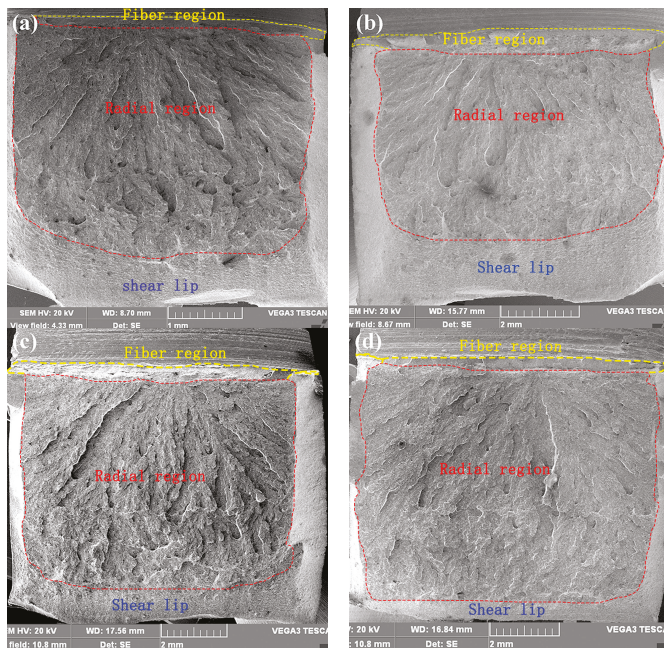 (a)
Fiber region
Radial region
shear lip
SEM HV: 20 kV WD: 8.70 mm VEGA3 TESCAN
View field: 4.33 mm Det: SE 1 mm
(b)
Fiber region
Radial region
Shear lip
SEM HV: 20 kV WD: 15.77 mm VEGA3 TESCAN
View field: 8.67 mm Det: SE 2 mm
(c)
Fiber region
Radial region
Shear lip
M HV: 20 kV WD: 17.56 mm VEGA3 TESCA
field: 10.8 mm Det: SE 2 mm
(d)
Fiber region
Radial region
Shear lip
V: 20 kV WD: 16.84 mm VEGA3 TESCAN
field: 10.8 mm Det: SE 2 mm